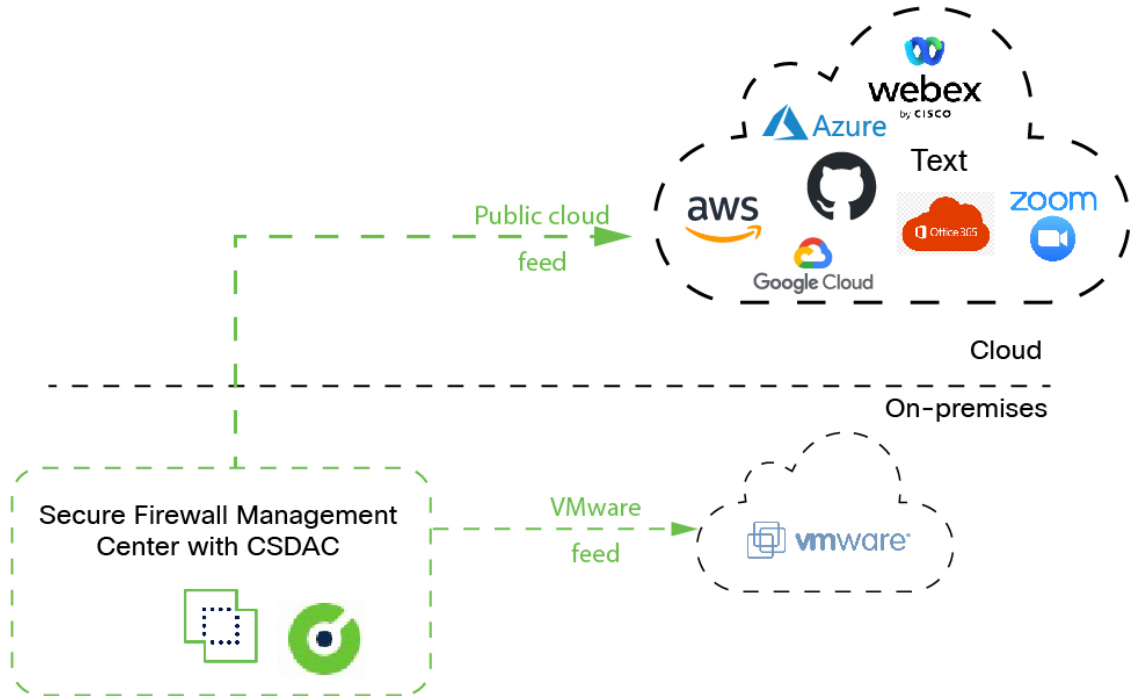 webex
by CISCO
Azure
Text
aws
Office 365
zoom
Google Cloud
Public cloud
feed
Cloud
On-premises
Secure Firewall Management
Center with CSDAC
VMware
feed
vmware®